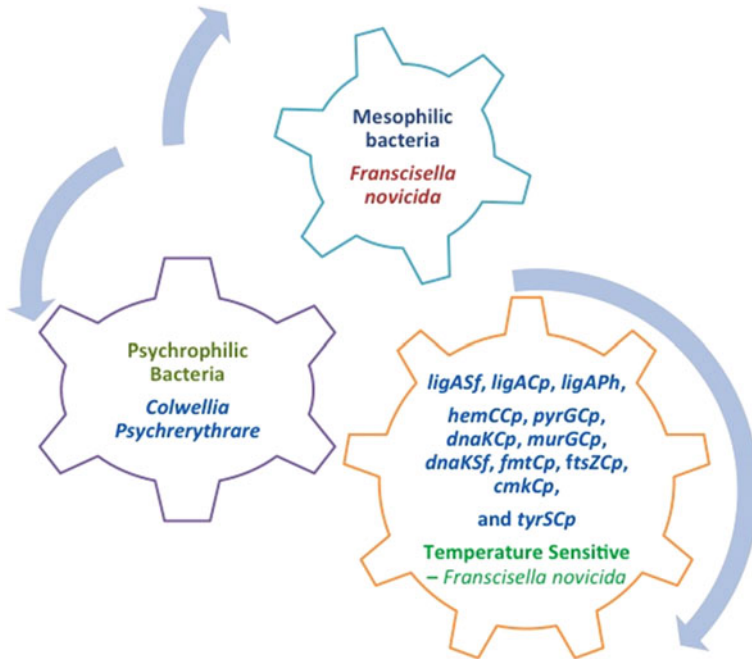 Mesophilic
bacteria
Franscisella
novicida
Psychrophilic
Bacteria
Colwellia
Psychrerythrare
ligASf, ligACp, ligAPh,
hemCCp, pyrGCp,
dnaKCp, murGCp,
dnaKSf, fmtCp, ftsZCp,
cmkCp,
and tyrSCp
Temperature Sensitive
– Franscisella novicida